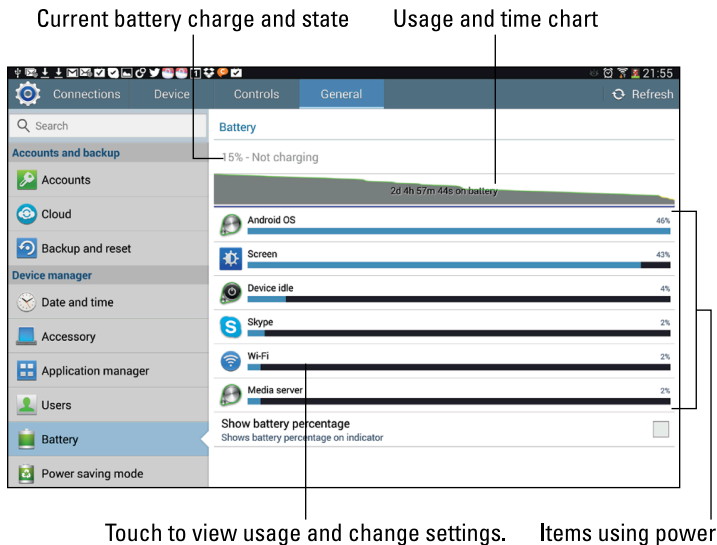 Current battery charge and state
Usage and time chart
21:55
Connections
Device
Controls
General
Refresh
Search
Battery
Accounts and backup
15% - Not charging
Accounts
2d 4h 57m 44s on battery
Cloud
Android OS
46%
Backup and reset
Screen
43%
Device manager
Device idle
4%
Date and time
Skype
2%
Accessory
Wi-Fi
2%
Application manager
Media server
2%
Users
Show battery percentage
Shows battery percentage on indicator
Battery
Power saving mode
Touch to view usage and change settings.
Items using power